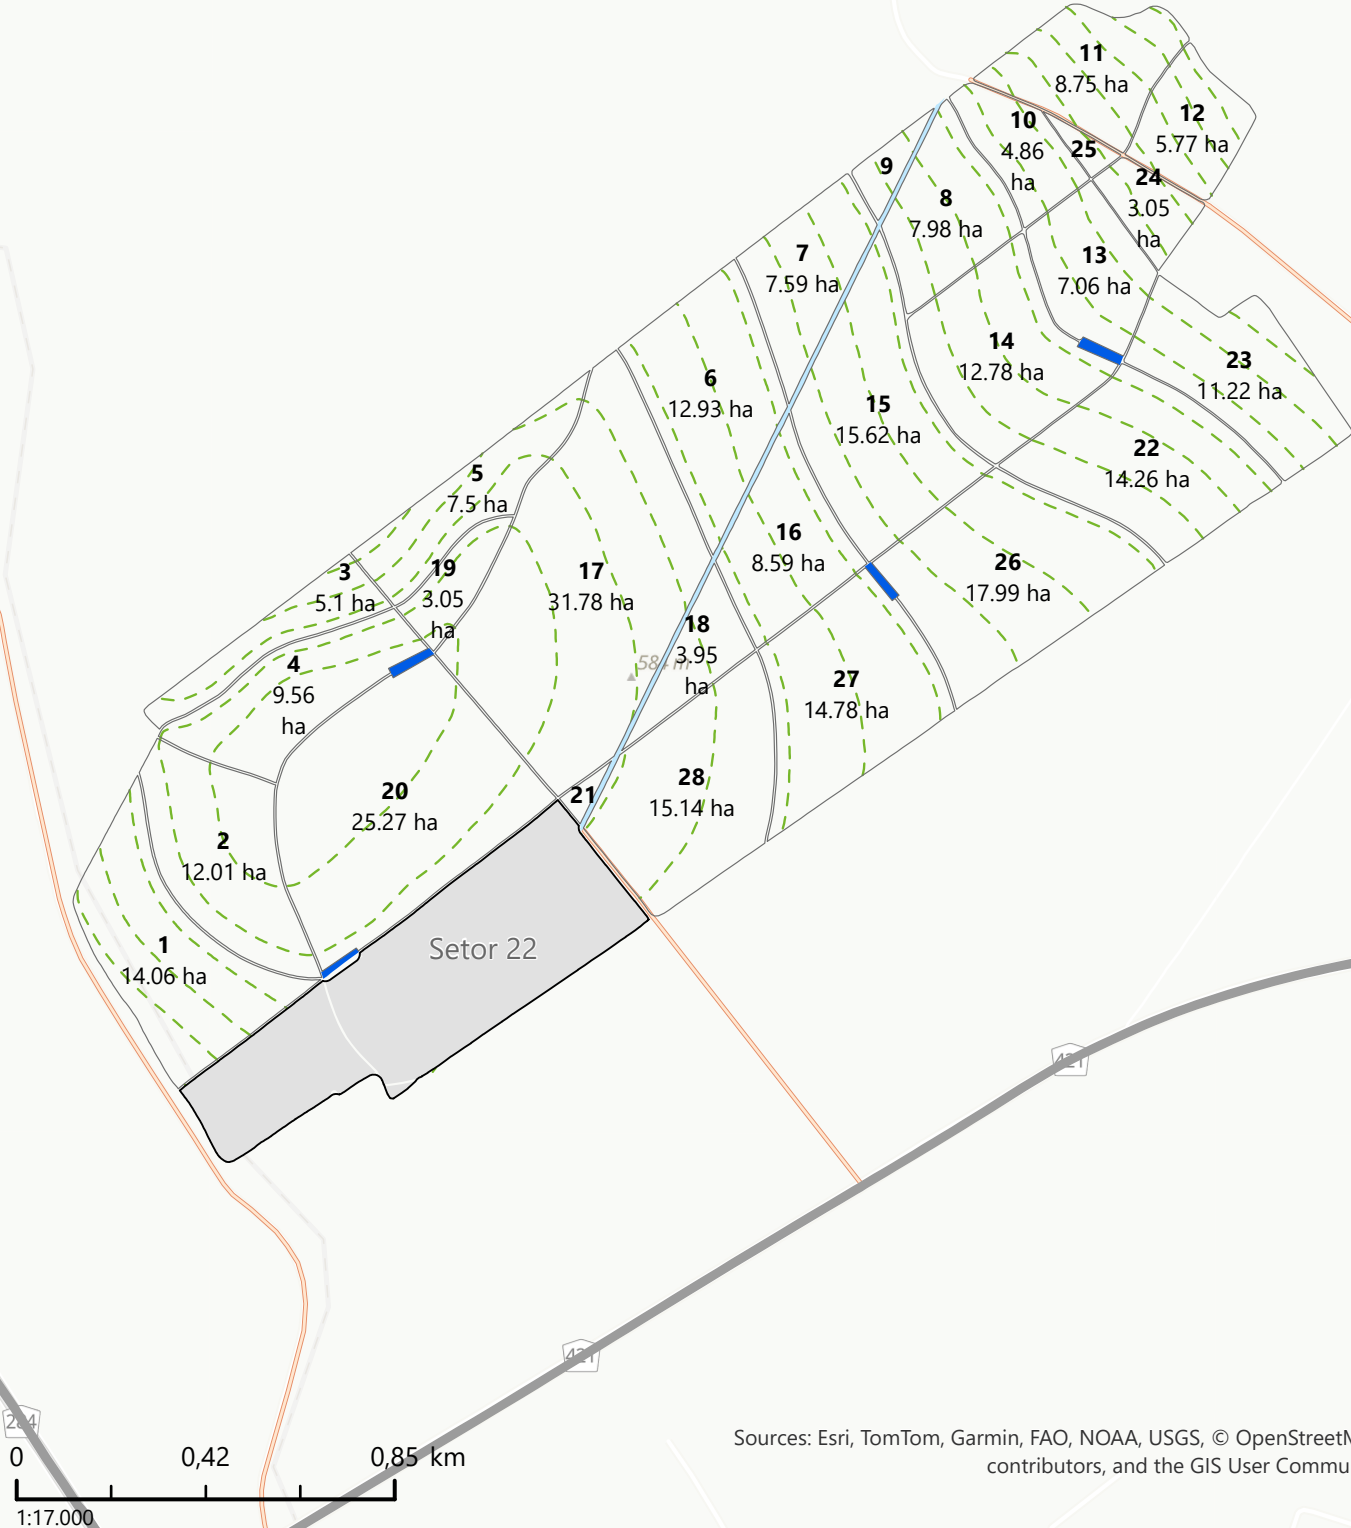 11
8.75 ha
12
5.77 ha
10
4.86
ha
25
24
3.05
ha
9
8
7.98 ha
7
7.59 ha
13
7.06 ha
14
12.78 ha
23
11.22 ha
6
12.93 ha
15
15.62 ha
22
14.26 ha
5
7.5 ha
16
8.59 ha
26
17.99 ha
3
5.1 ha
19
3.05
ha
17
31.78 ha
18
3.95
ha
584 m
4
9.56
ha
27
14.78 ha
20
25.27 ha
21
28
15.14 ha
2
12.01 ha
1
14.06 ha
Setor 22
421
421
284
0 0,42 0,85 km
1:17.000
Sources: Esri, TomTom, Garmin, FAO, NOAA, USGS, © OpenStreetM
contributors, and the GIS User Commu